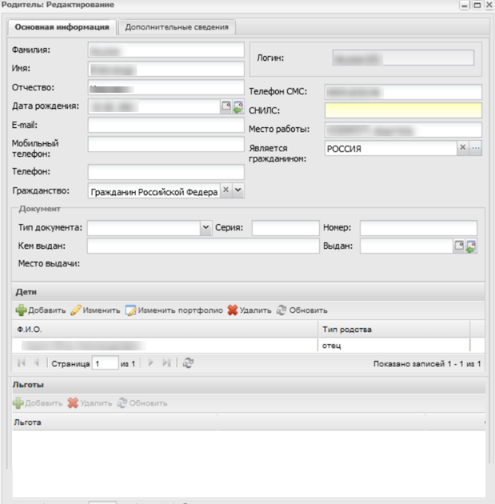 Родитель: Редактирование
Основная информация Дополнительные сведения
Фамилия:
Логин:
Имя:
Отчество:
Телефон СМС:
Дата рождения:
СНИЛС:
E-mail:
Место работы:
Мобильный телефон:
Является гражданином: РОССИЯ
Телефон:
Гражданство: Гражданин Российской Федера
Документ
Тип документа: Серия: Номер:
Кем выдан: Выдан:
Место выдачи:
Дети
Добавить Изменить Изменить портфолио Удалить Обновить
Ф.И.О. Тип родства
отец
Страница 1 из 1 Показано записей 1 - 1 из 1
Льготы
Добавить Удалить Обновить
Льгота